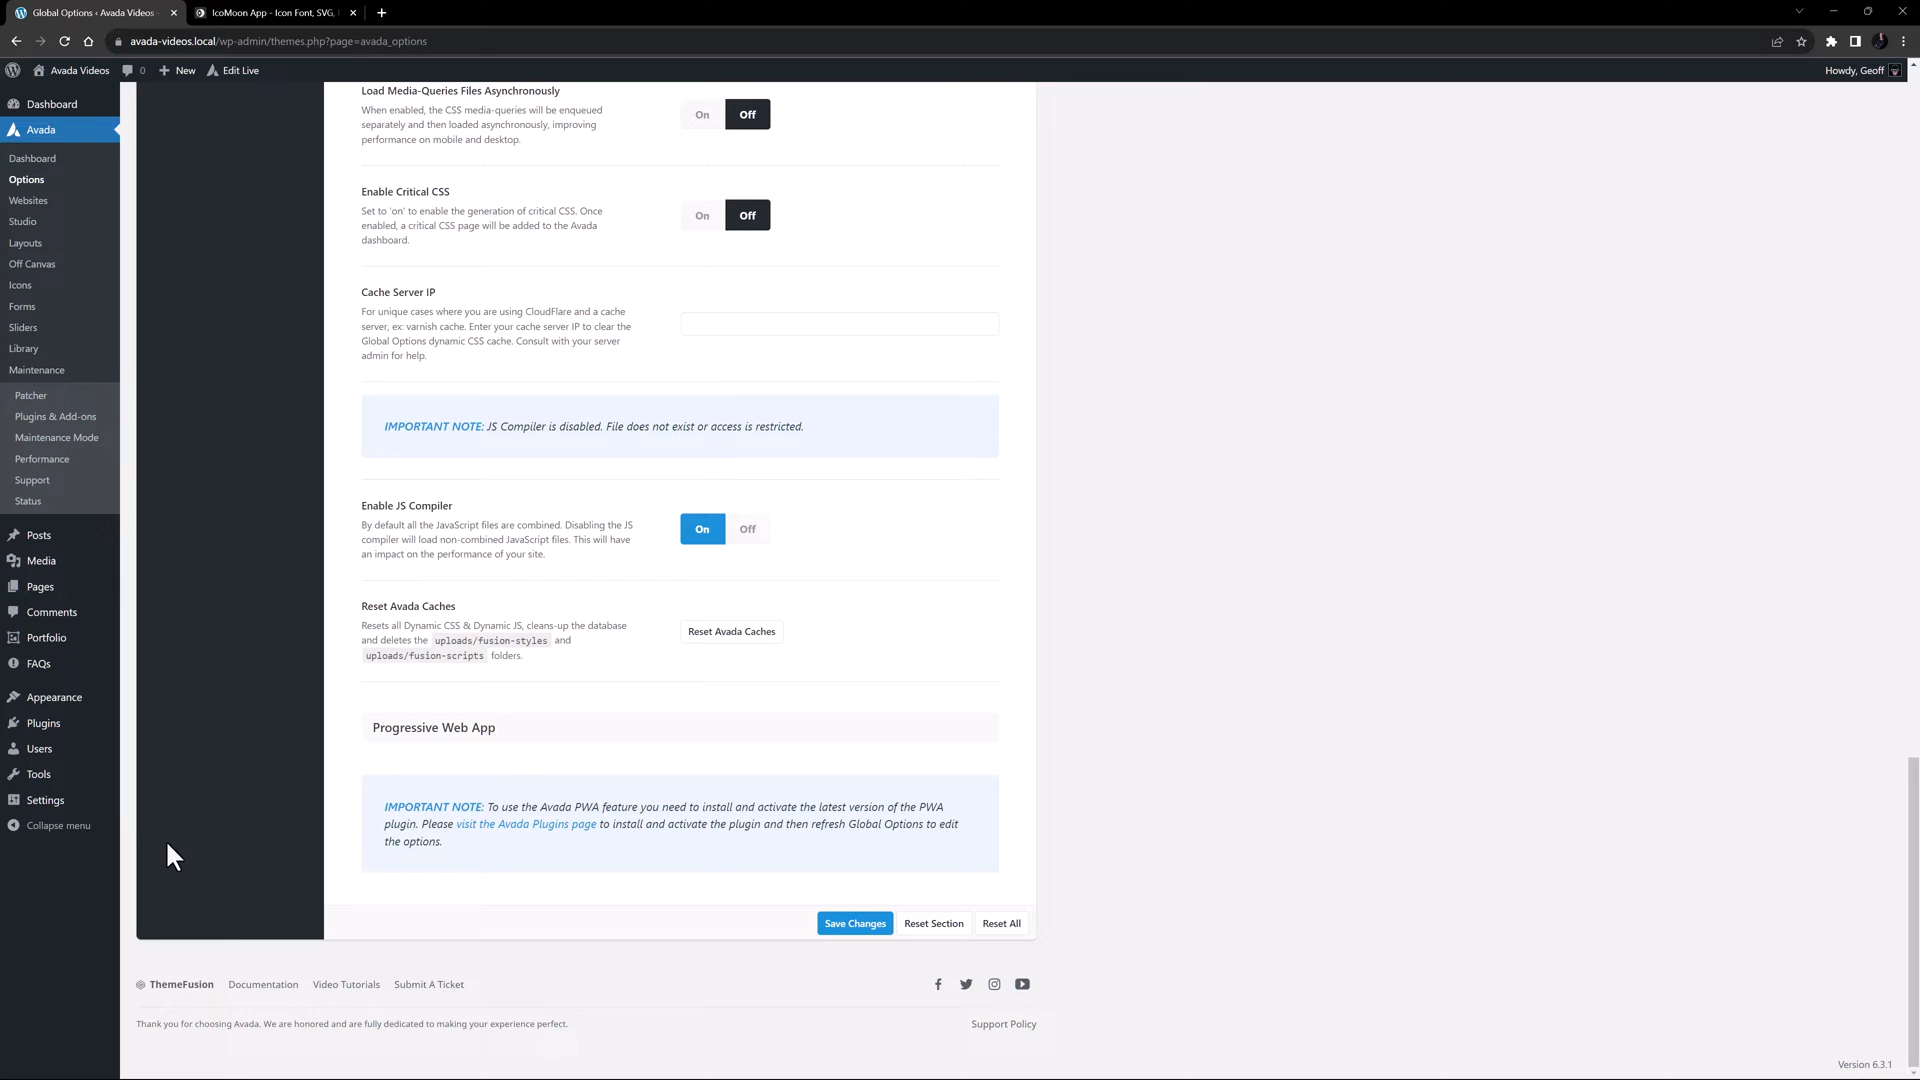 Global Options ‹ Avada Videos -
IcoMoon App - Icon Font, SVG,
avada-videos.local/wp-admin/themes.php?page=avada_options
Avada Videos
0
New
Edit Live
Howdy, Geoff
Dashboard
Avada
Dashboard
Options
Websites
Studio
Layouts
Off Canvas
Icons
Forms
Sliders
Library
Maintenance
Patcher
Plugins & Add-ons
Maintenance Mode
Performance
Support
Status
Posts
Media
Pages
Comments
Portfolio
FAQs
Appearance
Plugins
Users
Tools
Settings
Collapse menu
Load Media-Queries Files Asynchronously
When enabled, the CSS media-queries will be enqueued
separately and then loaded asynchronously, improving
performance on mobile and desktop.
On Off
Enable Critical CSS
Set to 'on' to enable the generation of critical CSS. Once
enabled, a critical CSS page will be added to the Avada
dashboard.
On Off
Cache Server IP
For unique cases where you are using CloudFlare and a cache
server, ex: varnish cache. Enter your cache server IP to clear the
Global Options dynamic CSS cache. Consult with your server
admin for help.
IMPORTANT NOTE: JS Compiler is disabled. File does not exist or access is restricted.
Enable JS Compiler
By default all the JavaScript files are combined. Disabling the JS
compiler will load non-combined JavaScript files. This will have
an impact on the performance of your site.
On Off
Reset Avada Caches
Resets all Dynamic CSS & Dynamic JS, cleans-up the database
and deletes the uploads/fusion-styles and
uploads/fusion-scripts folders.
Reset Avada Caches
Progressive Web App
IMPORTANT NOTE: To use the Avada PWA feature you need to install and activate the latest version of the PWA
plugin. Please visit the Avada Plugins page to install and activate the plugin and then refresh Global Options to edit
the options.
Save Changes
Reset Section
Reset All
ThemeFusion
Documentation
Video Tutorials
Submit A Ticket
Thank you for choosing Avada. We are honored and are fully dedicated to making your experience perfect.
Support Policy
Version 6.3.1